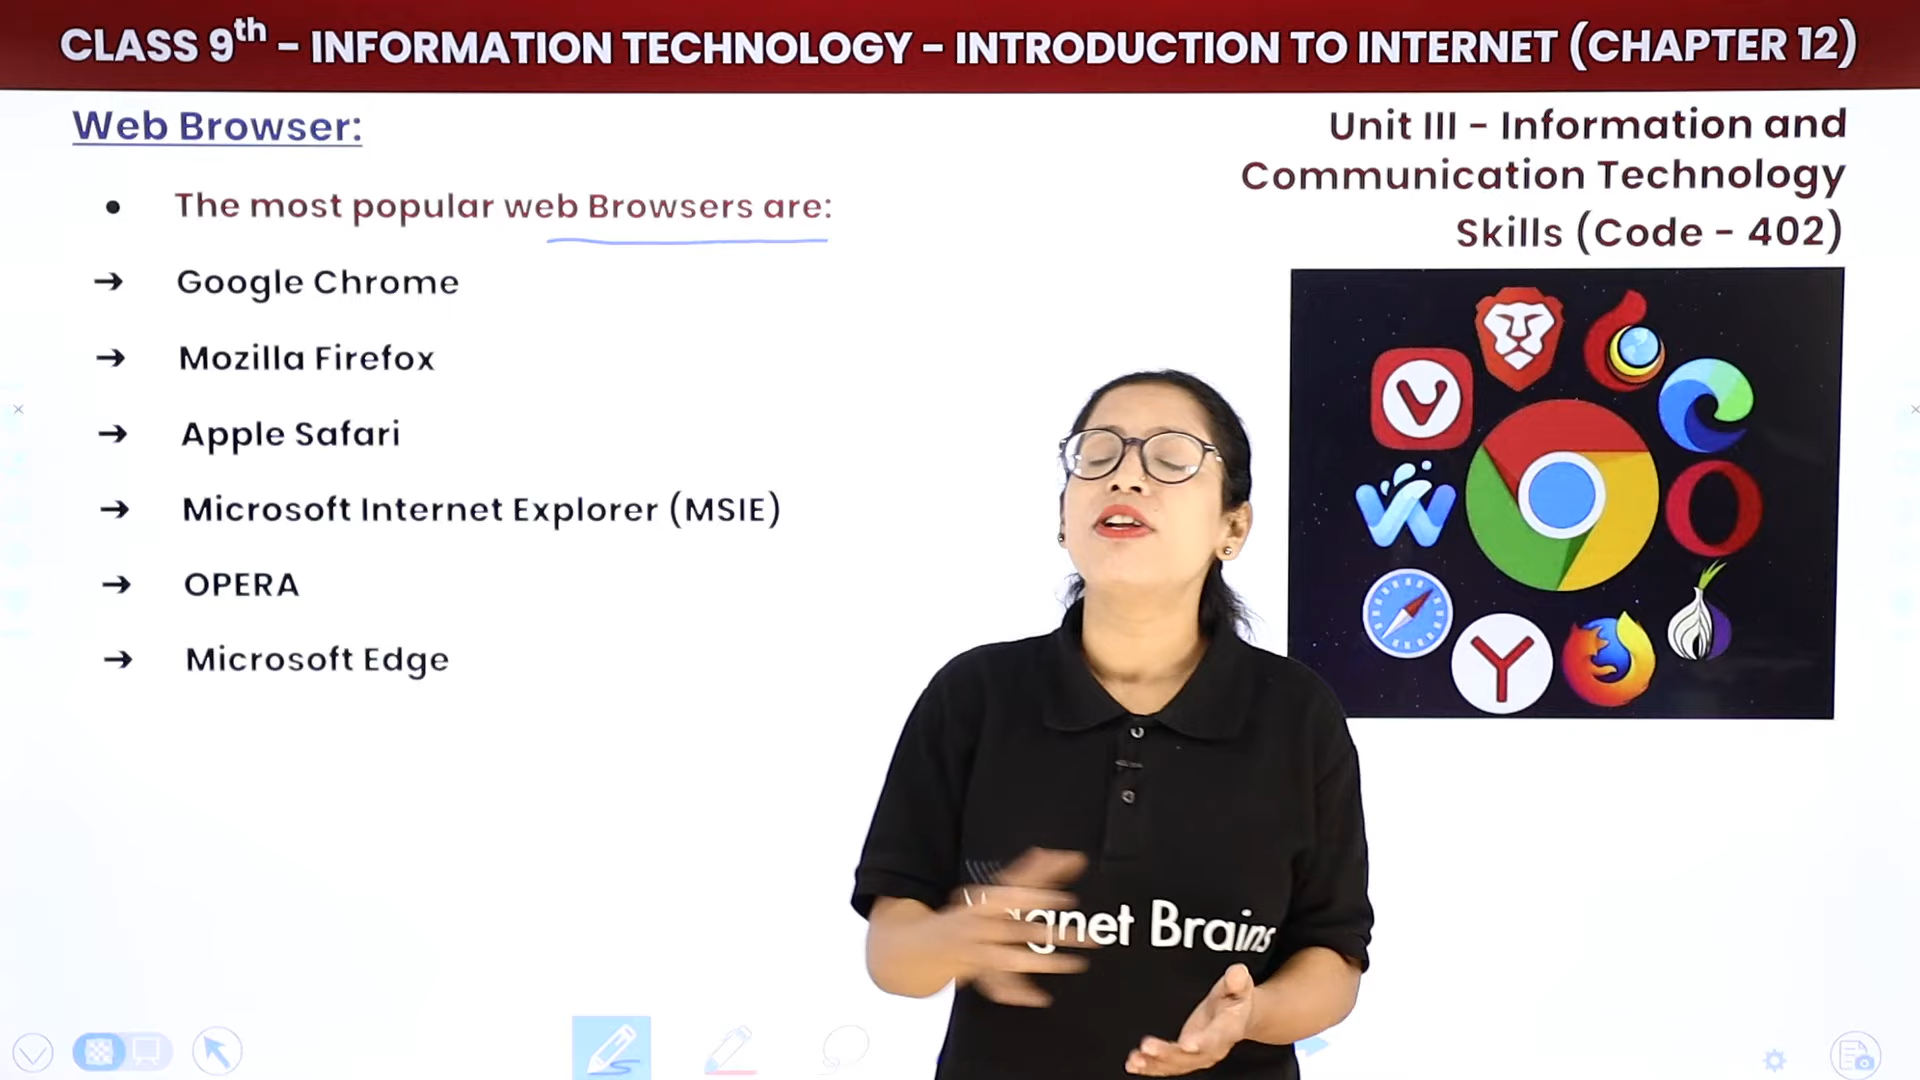 CLASS 9th - INFORMATION TECHNOLOGY - INTRODUCTION TO INTERNET (CHAPTER 12)
Web Browser:
Unit III - Information and
Communication Technology
Skills (Code - 402)
• The most popular web Browsers are:
→ Google Chrome
→ Mozilla Firefox
→ Apple Safari
→ Microsoft Internet Explorer (MSIE)
→ OPERA
→ Microsoft Edge
Brains